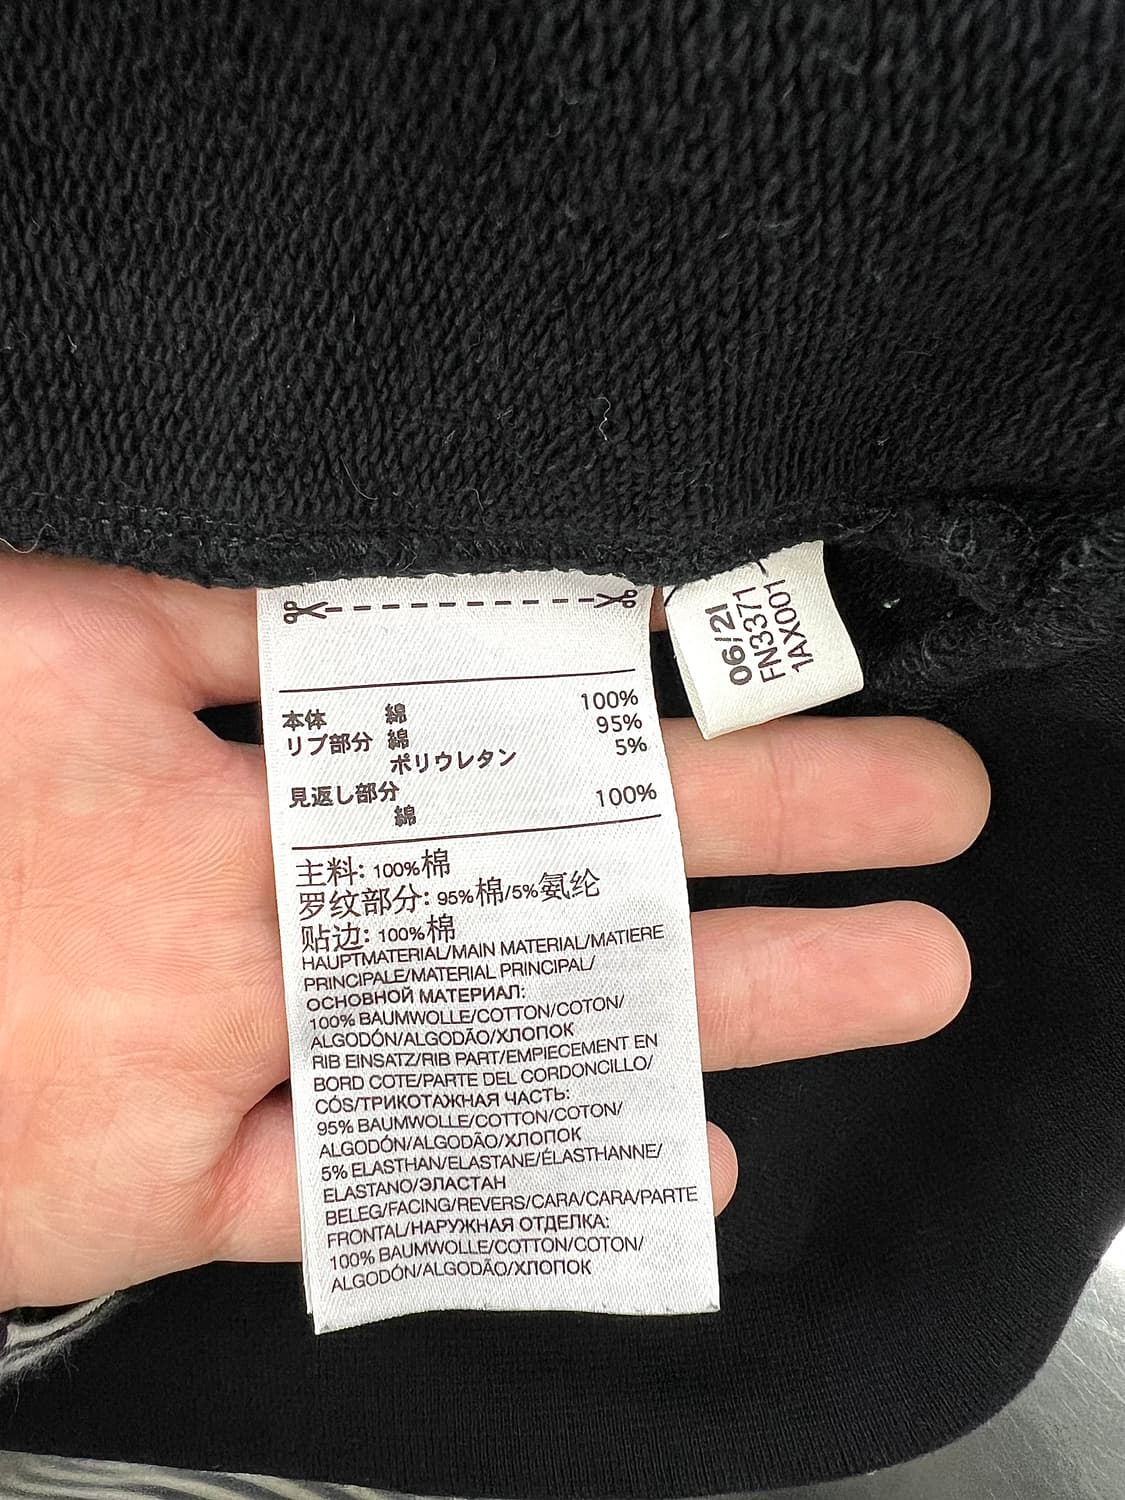 本体 綿 100%
リブ部分 綿 95%
ポリウレタン 5%
見返し部分
綿 100%
主料: 100%棉
罗纹部分: 95%棉/5%氨纶
贴边: 100%棉
HAUPTMATERIAL/MAIN MATERIAL/MATIERE
PRINCIPALE/MATERIAL PRINCIPAL/
ОСНОВНОЙ МАТЕРИАЛ:
100% BAUMWOLLE/COTTON/COTON/
ALGODÓN/ALGODÃO/ХЛОПОК
RIB EINSATZ/RIB PART/EMPIECEMENT EN
BORD COTE/PARTE DEL CORDONCILLO/
CÓS/ТРИКОТАЖНАЯ ЧАСТЬ:
95% BAUMWOLLE/COTTON/COTON/
ALGODÓN/ALGODÃO/ХЛОПОК
5% ELASTHAN/ELASTANE/ÉLASTHANNE/
ELASTANO/ЭЛАСТАН
BELEG/FACING/REVERS/CARA/CARA/PARTE
FRONTAL/НАРУЖНАЯ ОТДЕЛКА:
100% BAUMWOLLE/COTTON/COTON/
ALGODÓN/ALGODÃO/ХЛОПОК
06/21
FN3371
1AX001